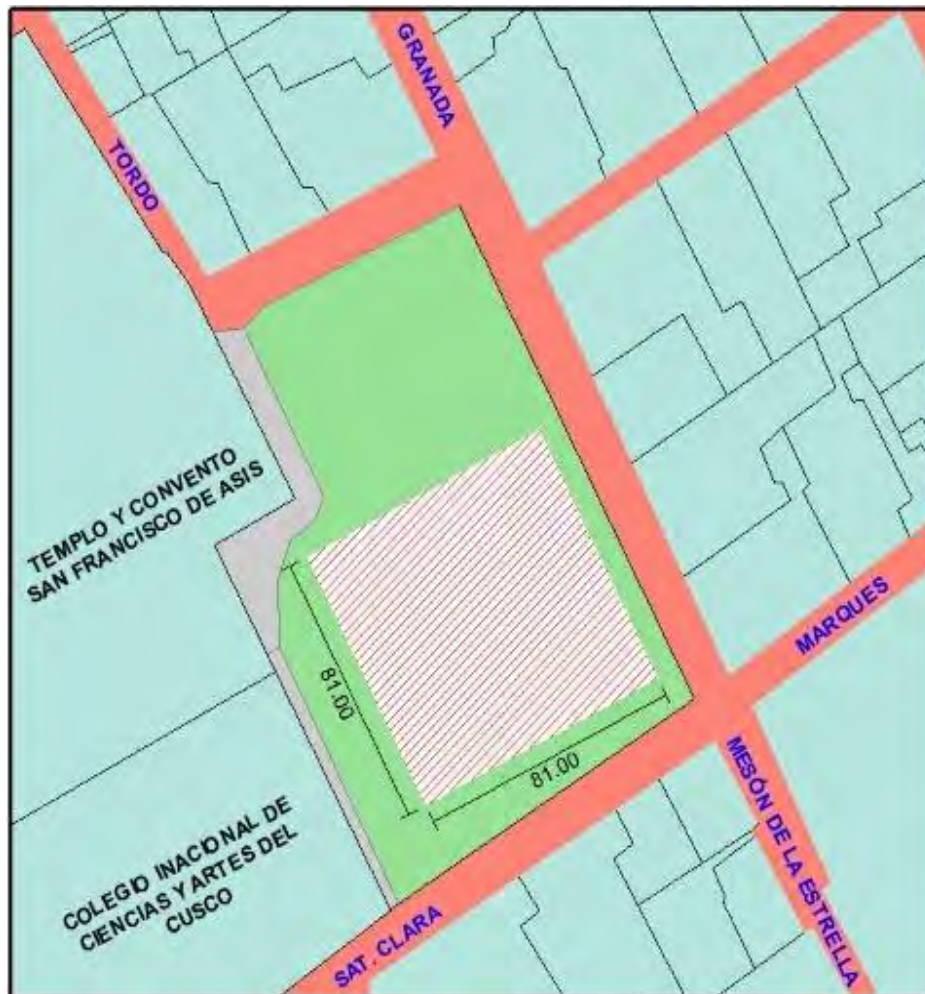 GRANADA
TORDO
TEMPLO Y CONVENTO
SAN FRANCISCO DE ASIS
MARQUES
81.00
81.00
MESÓN DE LA ESTRELLA
COLEGIO INACIONAL DE
CIENCIAS Y ARTES DEL
CUSCO
SAT. CLARA